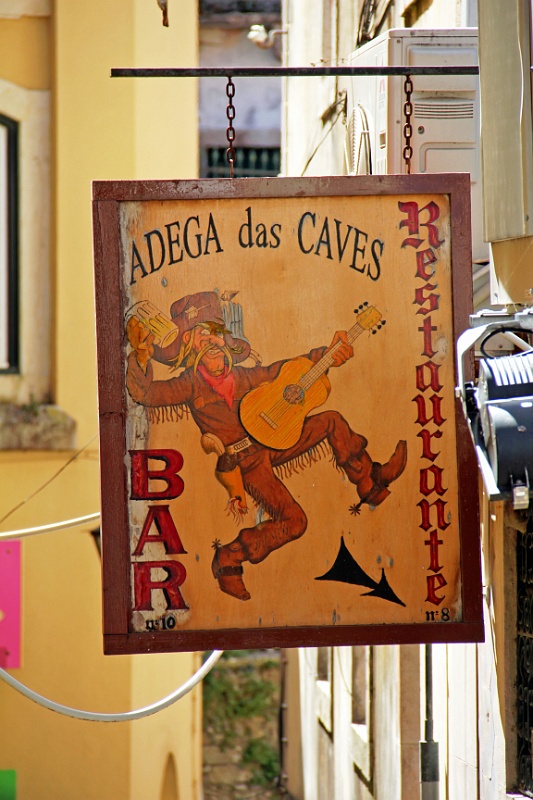 ADEGA das CAVES
Restaurante
nº8
BAR
nº10